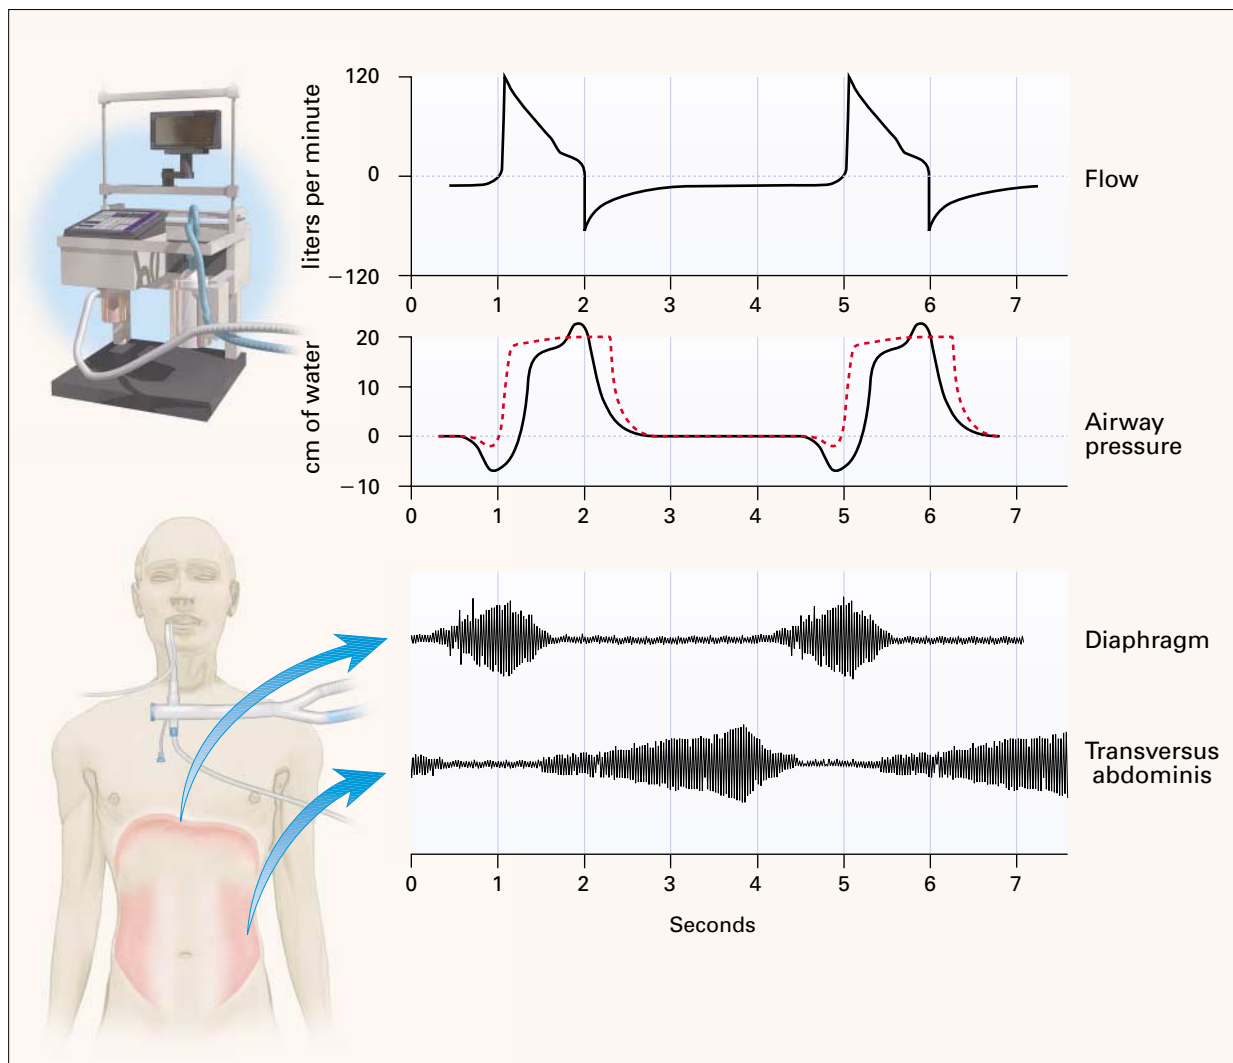 120
0
−120
liters per minute
Flow
0 1 2 3 4 5 6 7
20
10
0
−10
cm of water
Airway
pressure
0 1 2 3 4 5 6 7
Diaphragm
Transversus
abdominis
0 1 2 3 4 5 6 7
Seconds